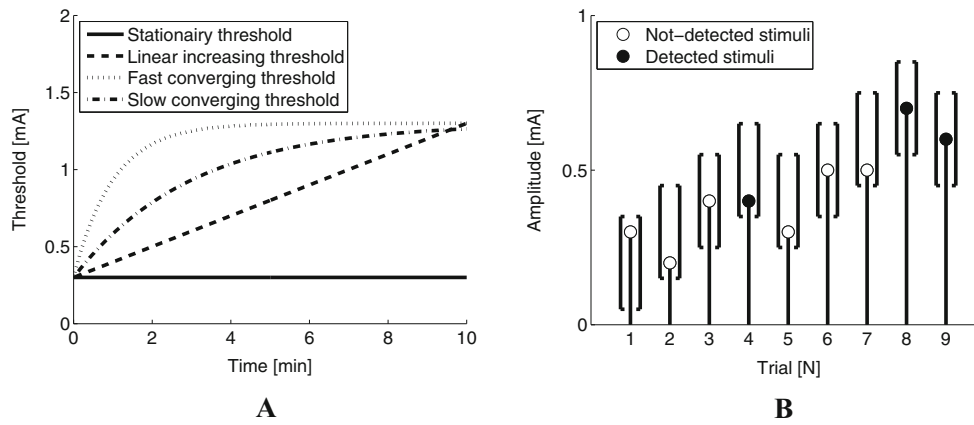 Stationairy threshold
Linear increasing threshold
Fast converging threshold
Slow converging threshold
Threshold [mA]
2
1.5
1
0.5
0
0 2 4 6 8 10
Time [min]
A
Not-detected stimuli
Detected stimuli
Amplitude [mA]
1
0.5
0
1 2 3 4 5 6 7 8 9
Trial [N]
B